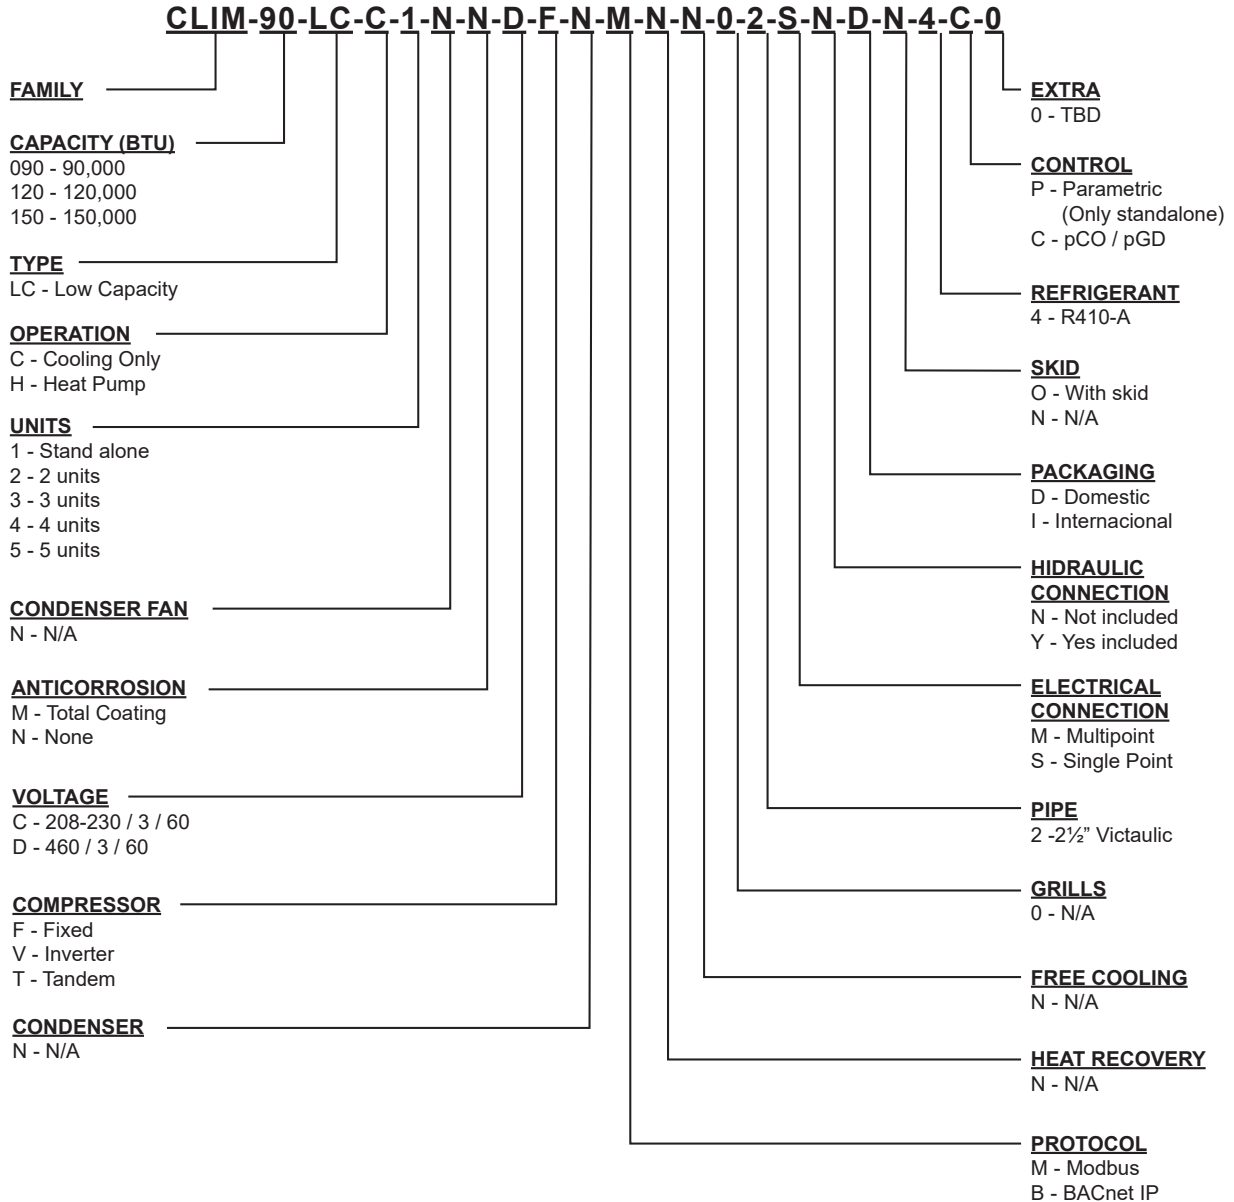 CLIM-90-LC-C-1-N-N-D-F-N-M-N-N-0-2-S-N-D-N-4-C-0
FAMILY
CAPACITY (BTU)
090 - 90,000
120 - 120,000
150 - 150,000
TYPE
LC - Low Capacity
OPERATION
C - Cooling Only
H - Heat Pump
UNITS
1 - Stand alone
2 - 2 units
3 - 3 units
4 - 4 units
5 - 5 units
CONDENSER FAN
N - N/A
ANTICORROSION
M - Total Coating
N - None
VOLTAGE
C - 208-230 / 3 / 60
D - 460 / 3 / 60
COMPRESSOR
F - Fixed
V - Inverter
T - Tandem
CONDENSER
N - N/A
EXTRA
0 - TBD
CONTROL
P - Parametric
(Only standalone)
C - pCO / pGD
REFRIGERANT
4 - R410-A
SKID
O - With skid
N - N/A
PACKAGING
D - Domestic
I - Internacional
HIDRAULIC
CONNECTION
N - Not included
Y - Yes included
ELECTRICAL
CONNECTION
M - Multipoint
S - Single Point
PIPE
2 -2½” Victaulic
GRILLS
0 - N/A
FREE COOLING
N - N/A
HEAT RECOVERY
N - N/A
PROTOCOL
M - Modbus
B - BACnet IP